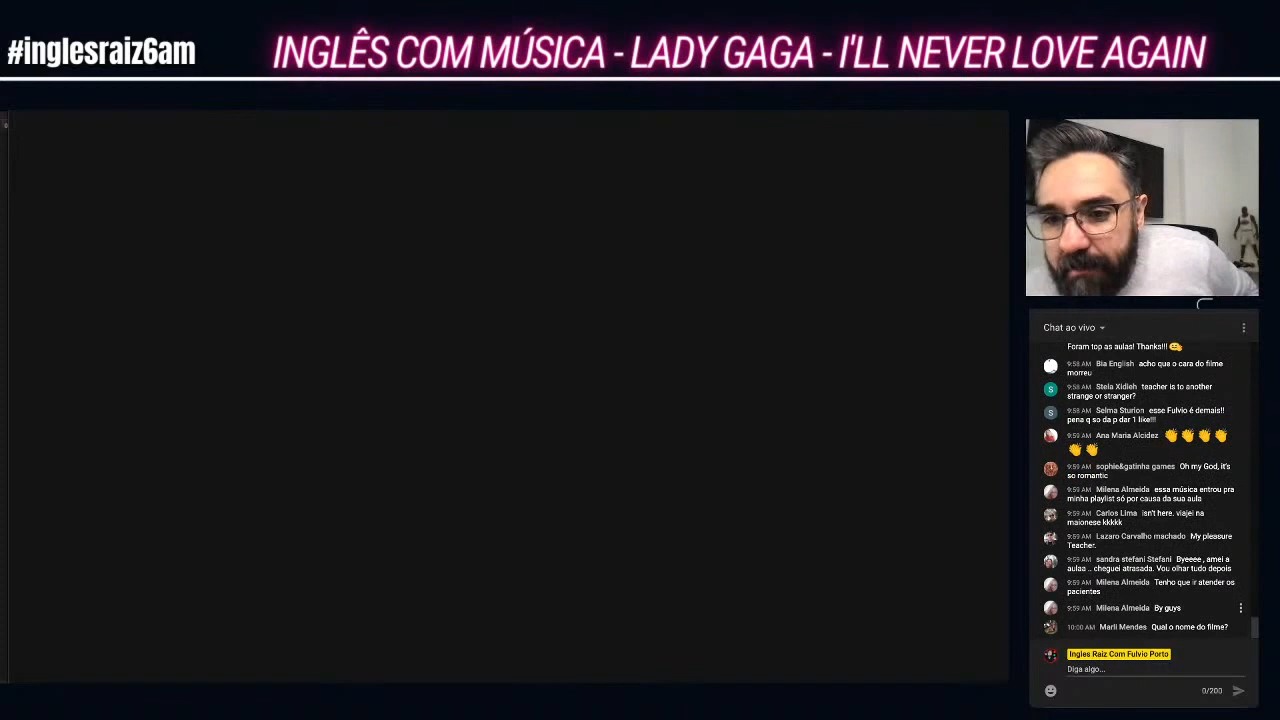 #inglesraiz6am
INGLÊS COM MÚSICA - LADY GAGA - I'LL NEVER LOVE AGAIN
Chat ao vivo
Foram top as aulas! Thanks!!!
9:58 AM Bia English acho que o cara do filme
morreu
S
9:58 AM Stela Xidieh teacher is to another
strange or stranger?
S
9:58 AM Selma Sturion esse Fulvio é demais!!
pena q so da p dar 1 like!!!
9:59 AM Ana Maria Alcidez
9:59 AM sophie&gatinha games Oh my God, it's
so romantic
9:59 AM Milena Almeida essa música entrou pra
minha playlist só por causa da sua aula
9:59 AM Carlos Lima isn't here. viajei na
maionese kkkkk
9:59 AM Lazaro Carvalho machado My pleasure
Teacher.
9:59 AM sandra stefani Stefani Byeeee , amei a
aulaa .. cheguei atrasada. Vou olhar tudo depois
9:59 AM Milena Almeida Tenho que ir atender os
pacientes
9:59 AM Milena Almeida By guys
10:00 AM Marli Mendes Qual o nome do filme?
Ingles Raiz Com Fulvio Porto
Diga algo...
0/200